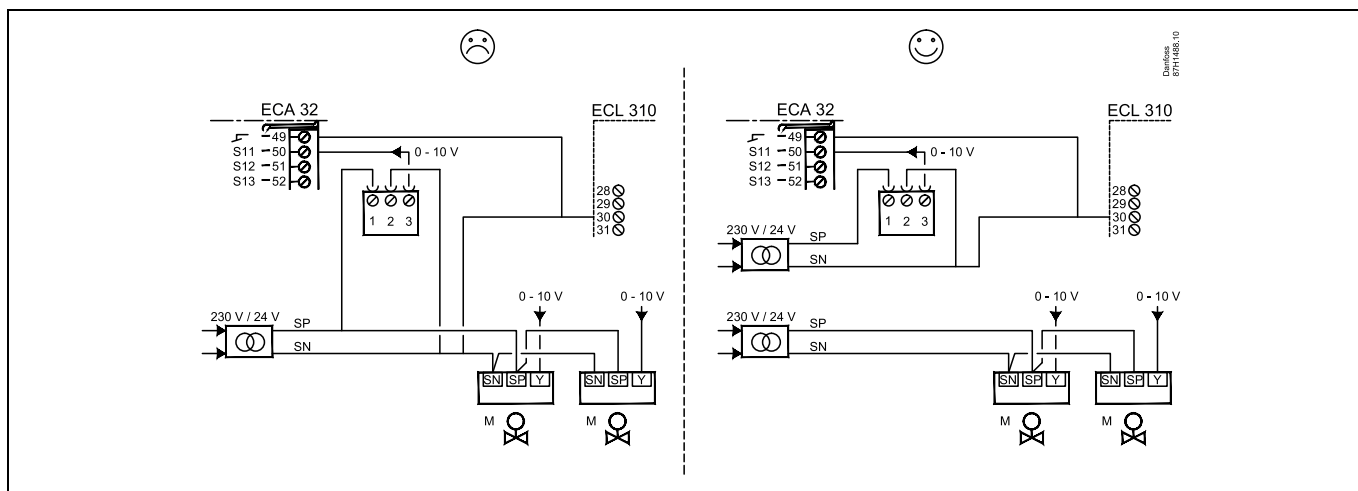 Danfoss
87H1488.10
ECA 32
ECL 310
49
S11 50
S12 51
S13 52
0 - 10 V
1 2 3
28
29
30
31
230 V / 24 V
SP
SN
0 - 10 V
0 - 10 V
SN SP Y
SN SP Y
M
M
ECA 32
ECL 310
49
S11 50
S12 51
S13 52
0 - 10 V
1 2 3
28
29
30
31
230 V / 24 V
SP
SN
0 - 10 V
0 - 10 V
230 V / 24 V
SP
SN
SN SP Y
SN SP Y
M
M